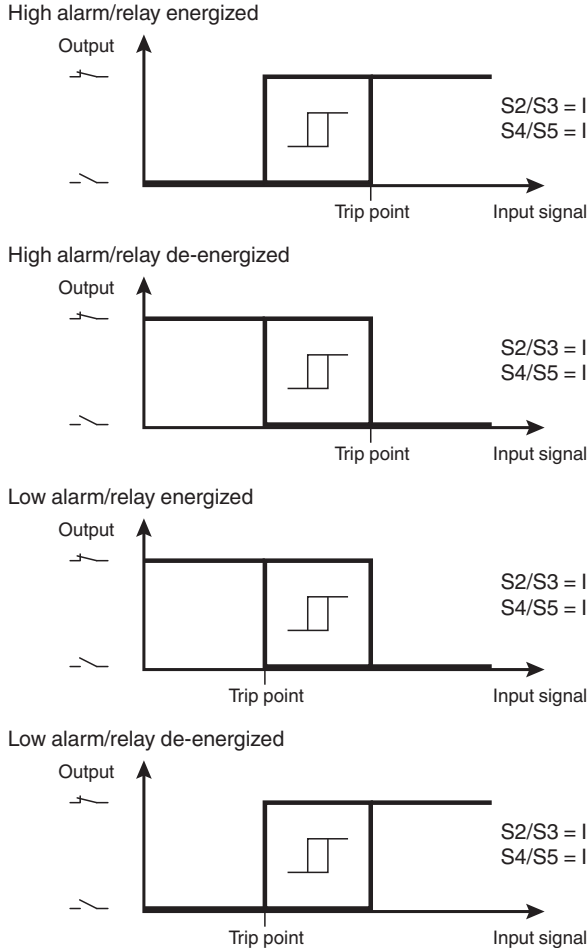 High alarm/relay energized
Output
S2/S3 = I
S4/S5 = I
Trip point
Input signal
High alarm/relay de-energized
Output
S2/S3 = I
S4/S5 = I
Trip point
Input signal
Low alarm/relay energized
Output
S2/S3 = I
S4/S5 = I
Trip point
Input signal
Low alarm/relay de-energized
Output
S2/S3 = I
S4/S5 = I
Trip point
Input signal